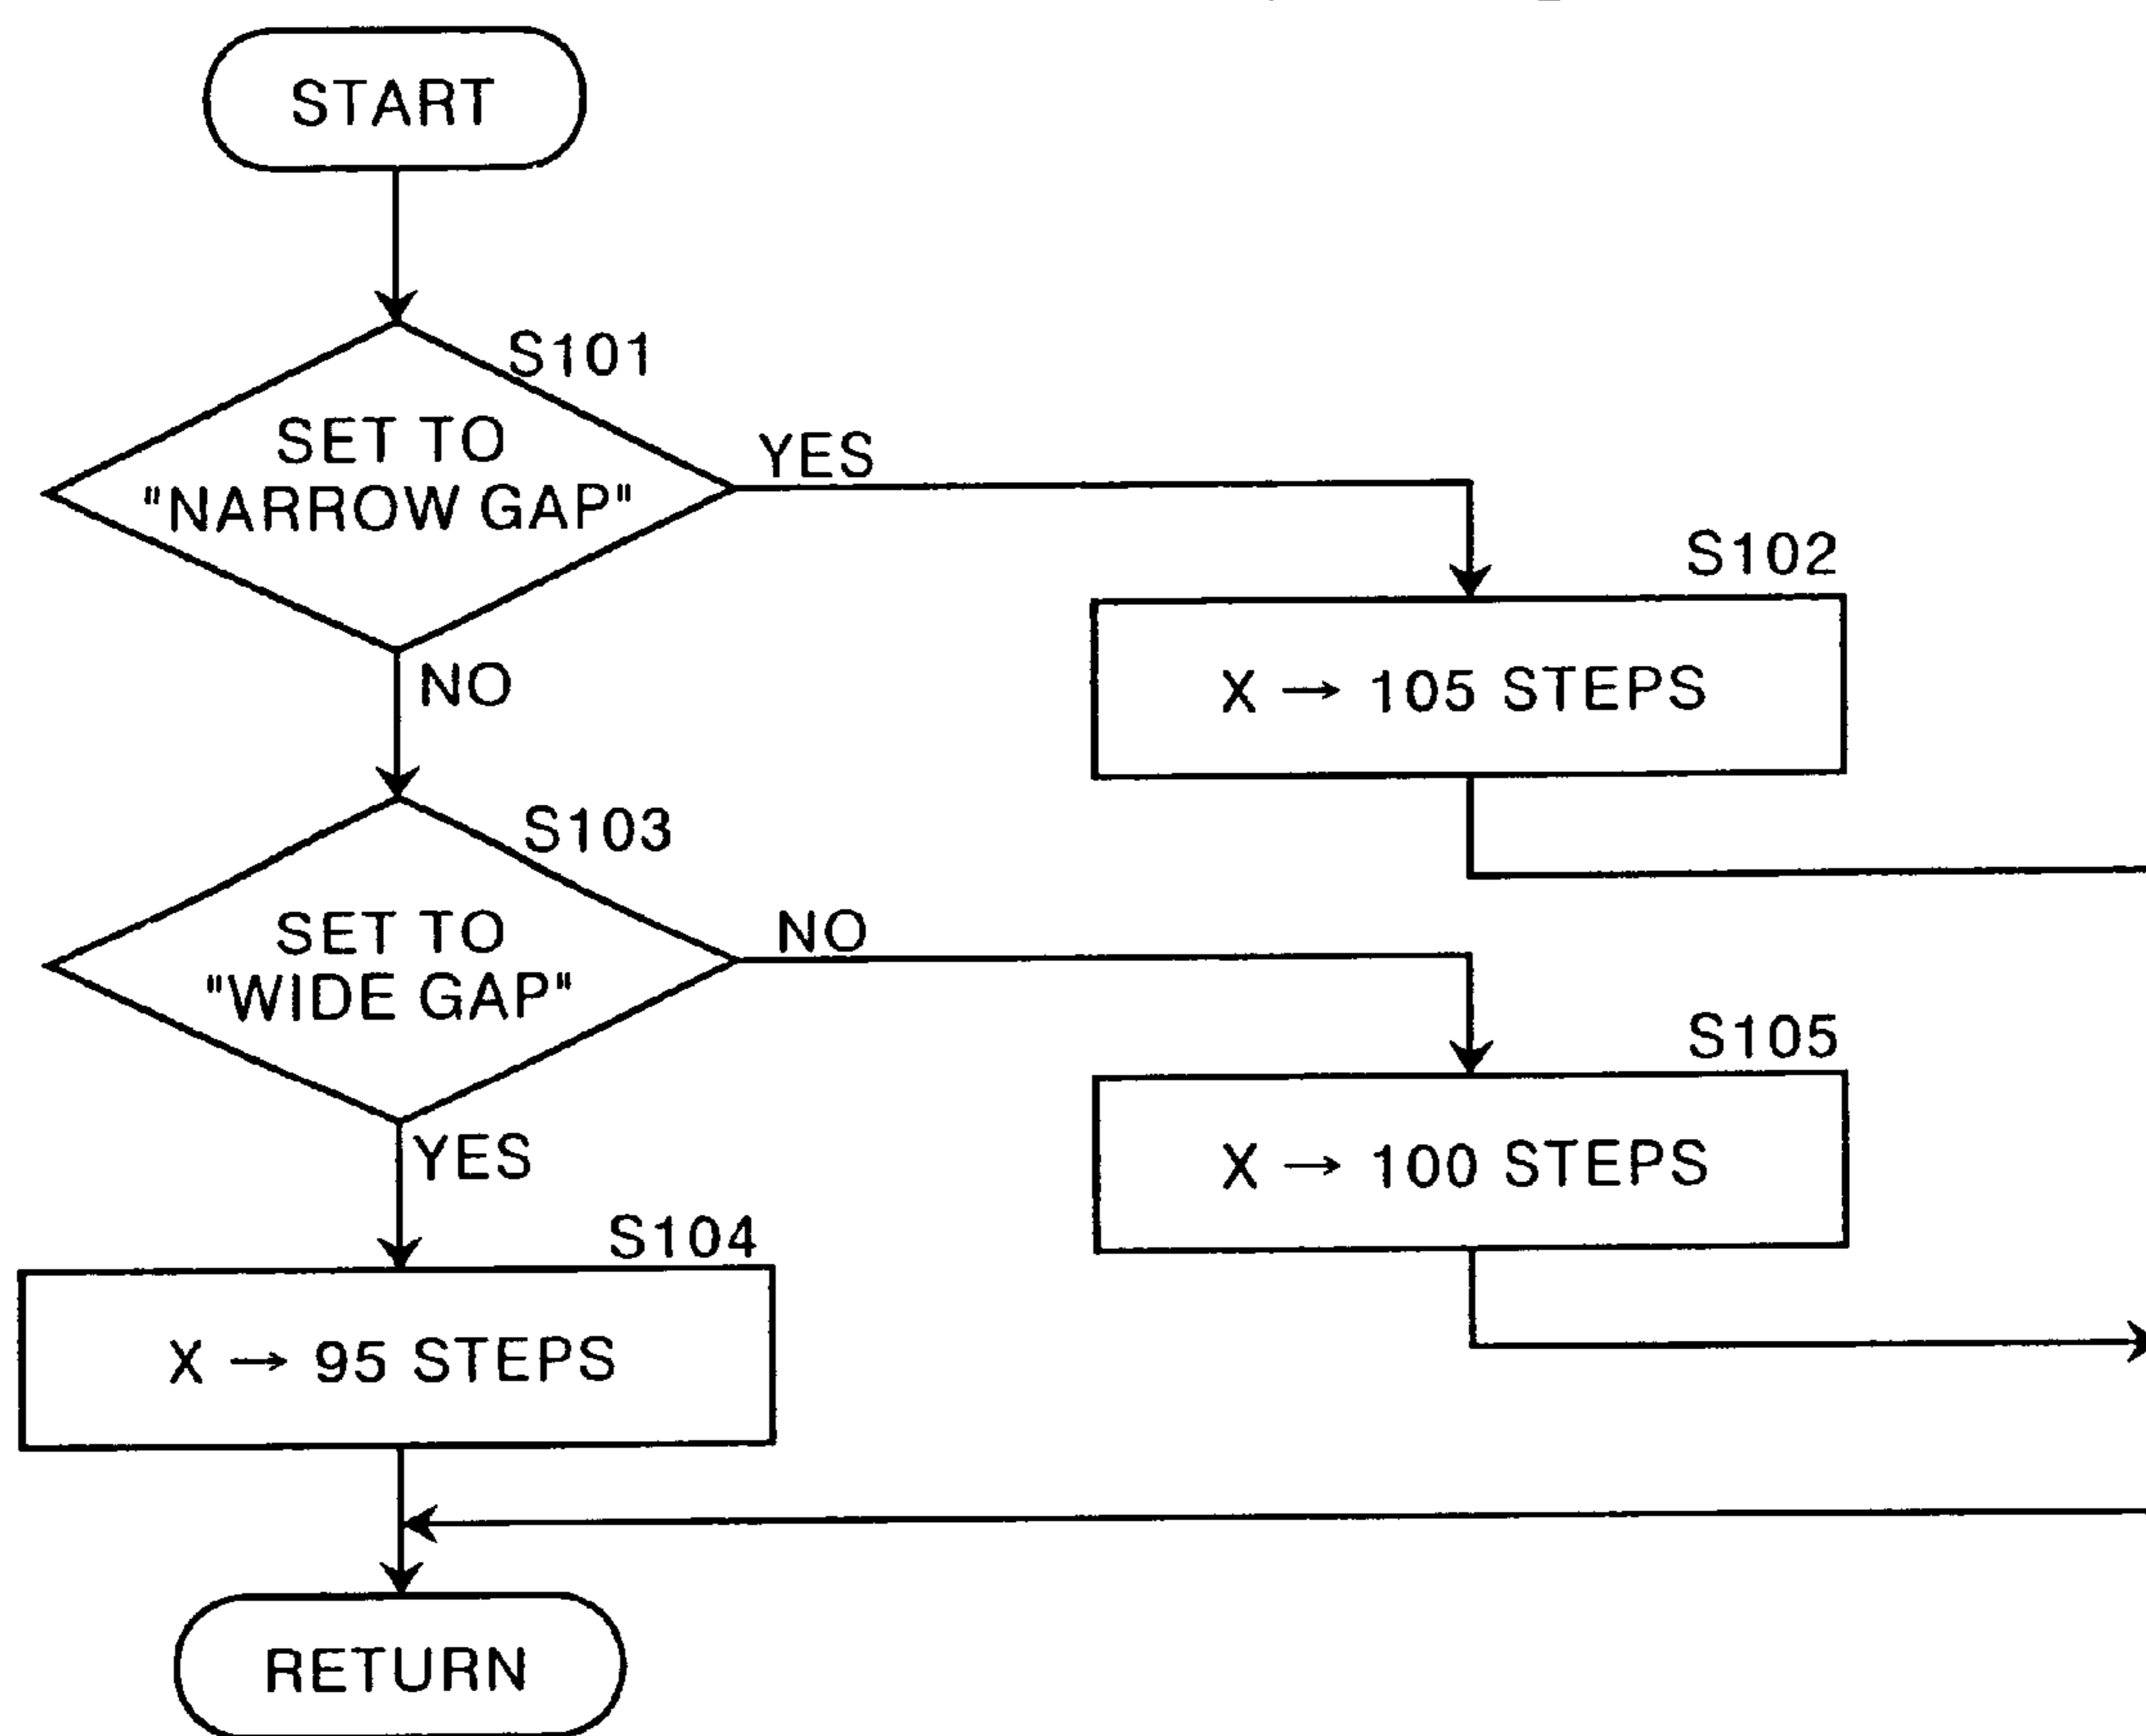 START
S101
SET TO
"NARROW GAP"
YES
NO
S102
X → 105 STEPS
S103
SET TO
"WIDE GAP"
NO
YES
S105
X → 100 STEPS
S104
X → 95 STEPS
RETURN